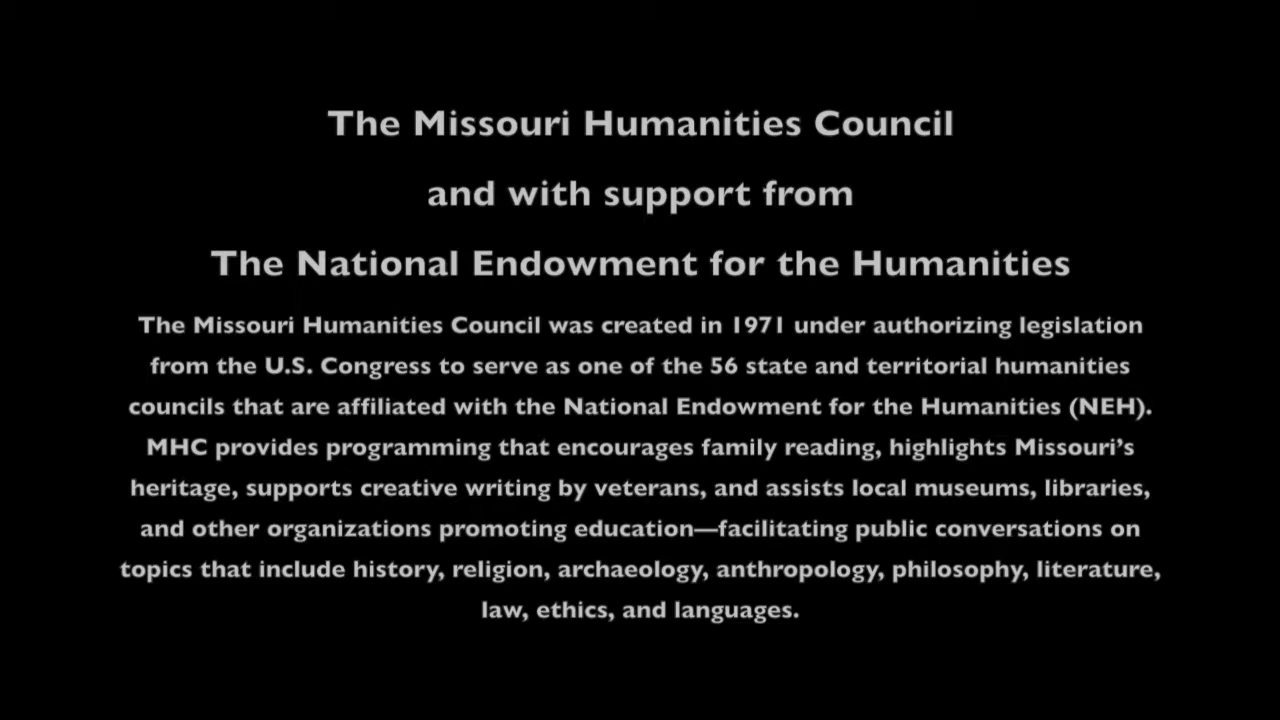 The Missouri Humanities Council
and with support from
The National Endowment for the Humanities
The Missouri Humanities Council was created in 1971 under authorizing legislation
from the U.S. Congress to serve as one of the 56 state and territorial humanities
councils that are affiliated with the National Endowment for the Humanities (NEH).
MHC provides programming that encourages family reading, highlights Missouri’s
heritage, supports creative writing by veterans, and assists local museums, libraries,
and other organizations promoting education—facilitating public conversations on
topics that include history, religion, archaeology, anthropology, philosophy, literature,
law, ethics, and languages.